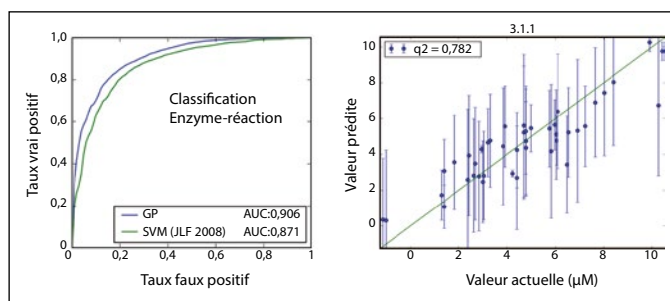 1,0
0,8
0,6
0,4
0,2
0
0
0,2
0,4
0,6
0,8
1
Taux vrai positif
Taux faux positif
Classification
Enzyme-réaction
GP AUC:0,906
SVM (JLF 2008) AUC:0,871
3.1.1
q2 = 0,782
10
8
6
4
2
0
0
2
4
6
8
10
Valeur prédite
Valeur actuelle (µM)